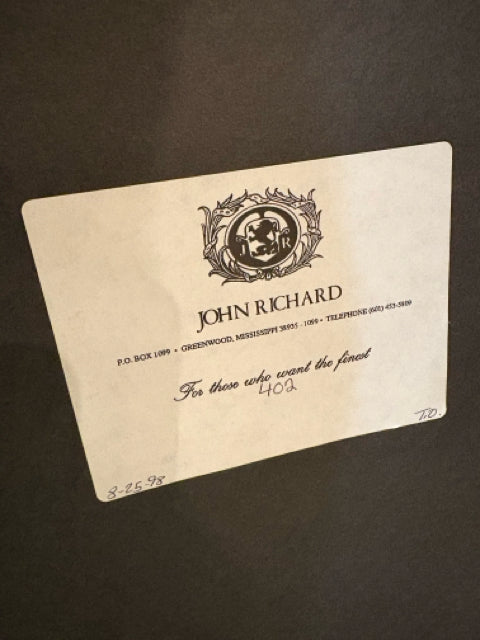 J R
JOHN RICHARD
P.O. BOX 1099 • GREENWOOD, MISSISSIPPI 38935 - 1099 • TELEPHONE (601) 453-5809
For those who want the finest
402
T.O.
8-25-98